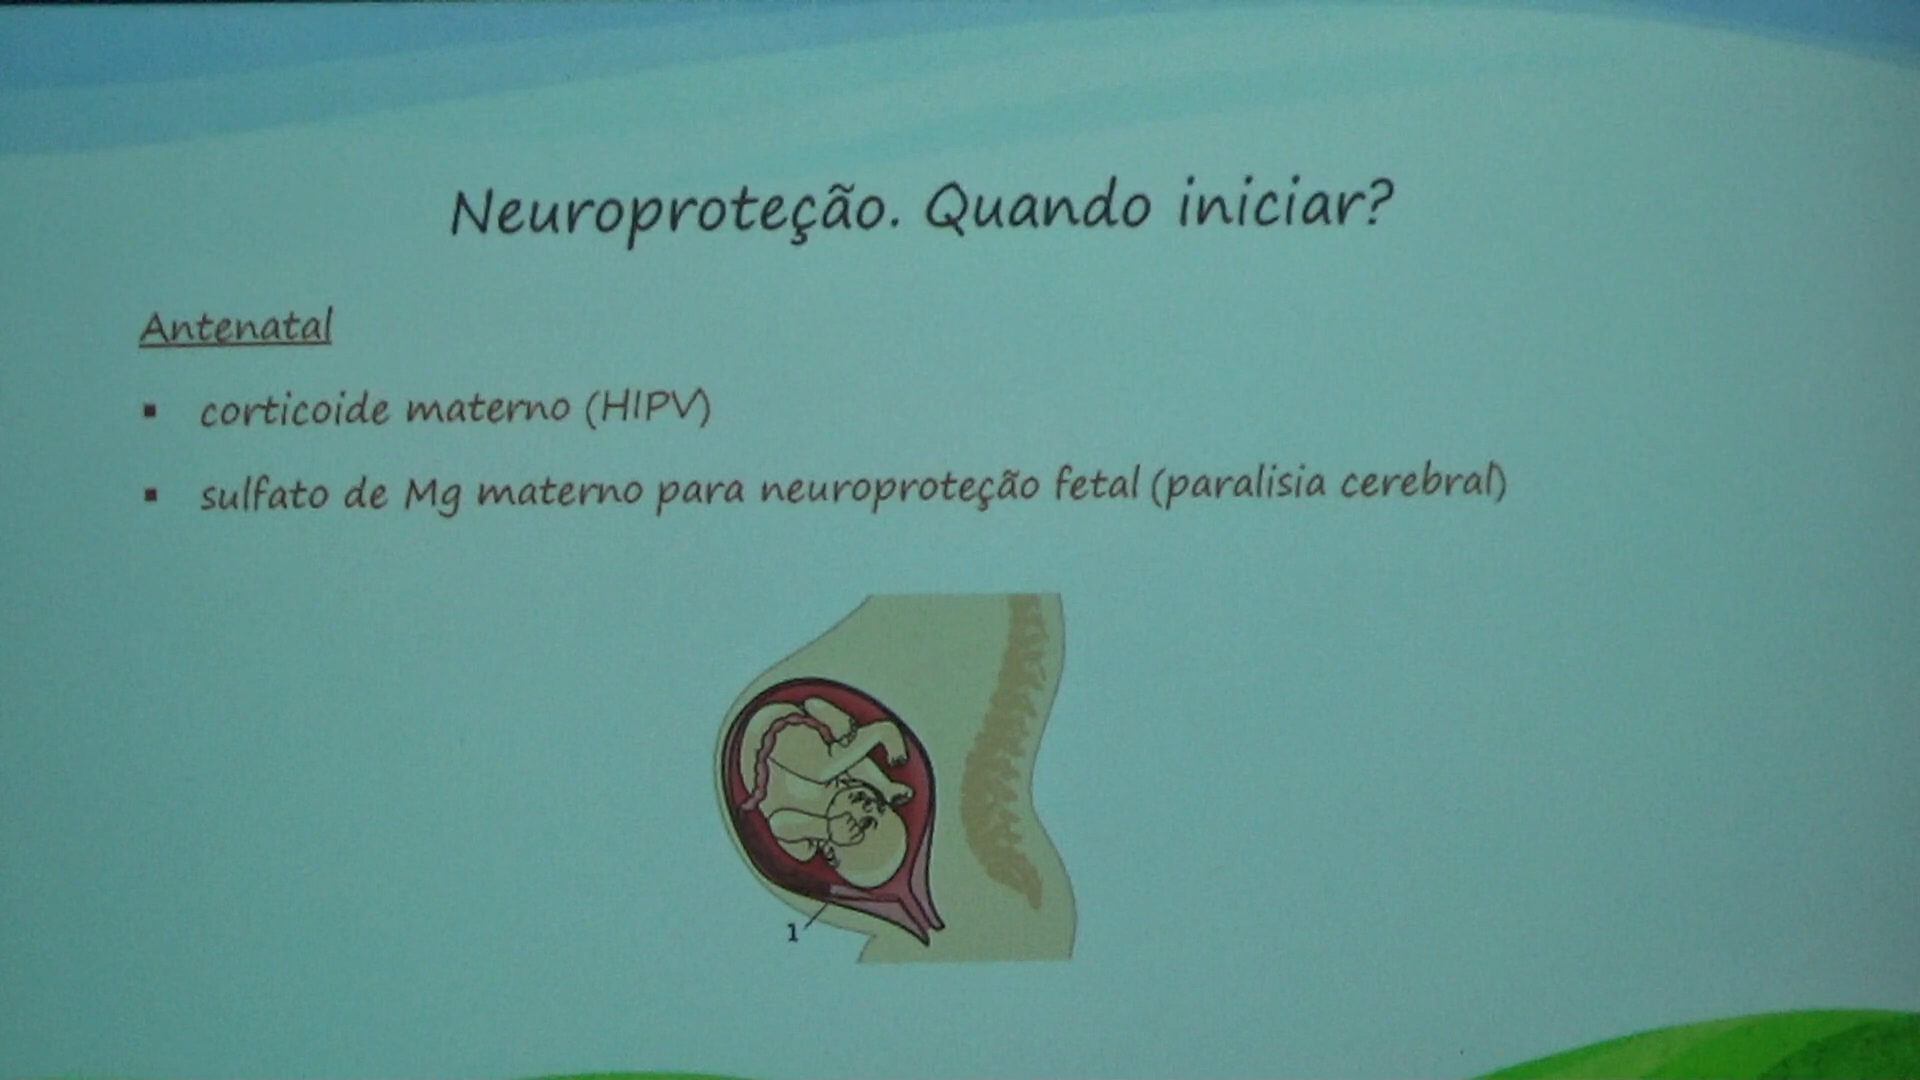 Neuroproteção. Quando iniciar?
Antenatal
▪ corticoide materno (HIPV)
▪ sulfato de Mg materno para neuroproteção fetal (paralisia cerebral)
1